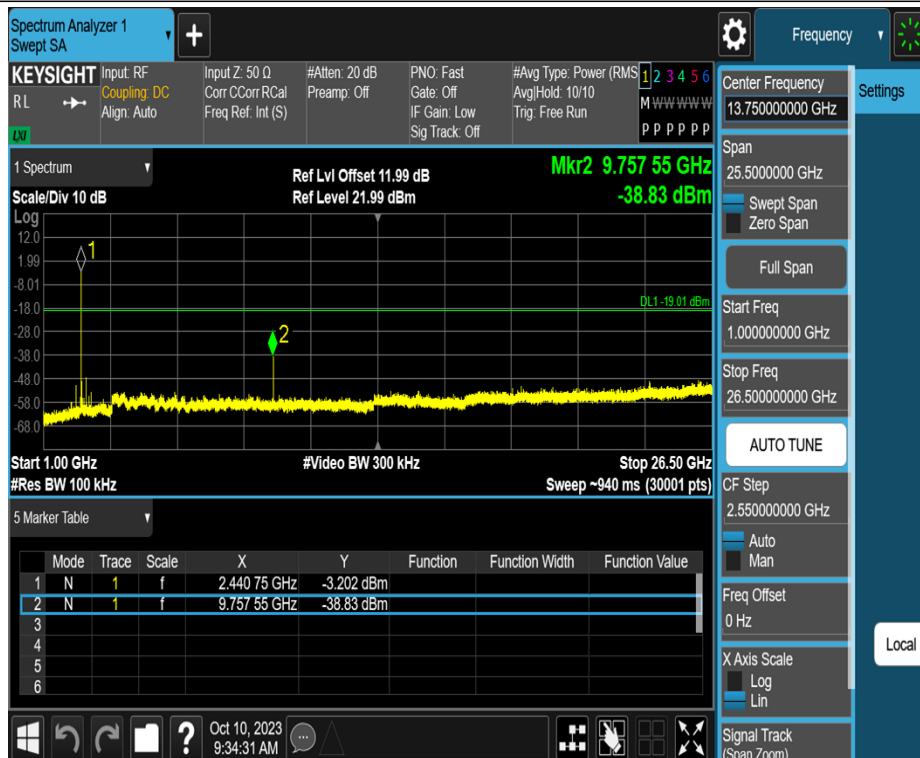 Spectrum Analyzer 1
Swept SA
Frequency
KEYSIGHT
RL
LXI
Input: RF
Coupling: DC
Align: Auto
Input Z: 50 Ω
Corr CCorr RCal
Freq Ref: Int (S)
#Atten: 20 dB
Preamp: Off
PNO: Fast
Gate: Off
IF Gain: Low
Sig Track: Off
#Avg Type: Power (RMS
Avg|Hold: 10/10
Trig: Free Run
1 2 3 4 5 6
M W W W W W
P P P P P P
Center Frequency
13.750000000 GHz
Settings
1 Spectrum
Scale/Div 10 dB
Ref Lvl Offset 11.99 dB
Ref Level 21.99 dBm
Mkr2 9.757 55 GHz
-38.83 dBm
Span
25.5000000 GHz
Swept Span
Zero Span
Full Span
Log
12.0
1.99
-8.01
-18.0
-28.0
-38.0
-48.0
-58.0
-68.0
1
2
DL1 -19.01 dBm
Start Freq
1.000000000 GHz
Stop Freq
26.500000000 GHz
AUTO TUNE
Start 1.00 GHz
#Video BW 300 kHz
Stop 26.50 GHz
#Res BW 100 kHz
Sweep ~940 ms (30001 pts)
CF Step
2.550000000 GHz
Auto
Man
5 Marker Table
Mode Trace Scale X Y Function Function Width Function Value
1 N 1 f 2.440 75 GHz -3.202 dBm
2 N 1 f 9.757 55 GHz -38.83 dBm
3
4
5
6
Freq Offset
0 Hz
Local
X Axis Scale
Log
Lin
Signal Track
(Span Zoom)
?
Oct 10, 2023
9:34:31 AM